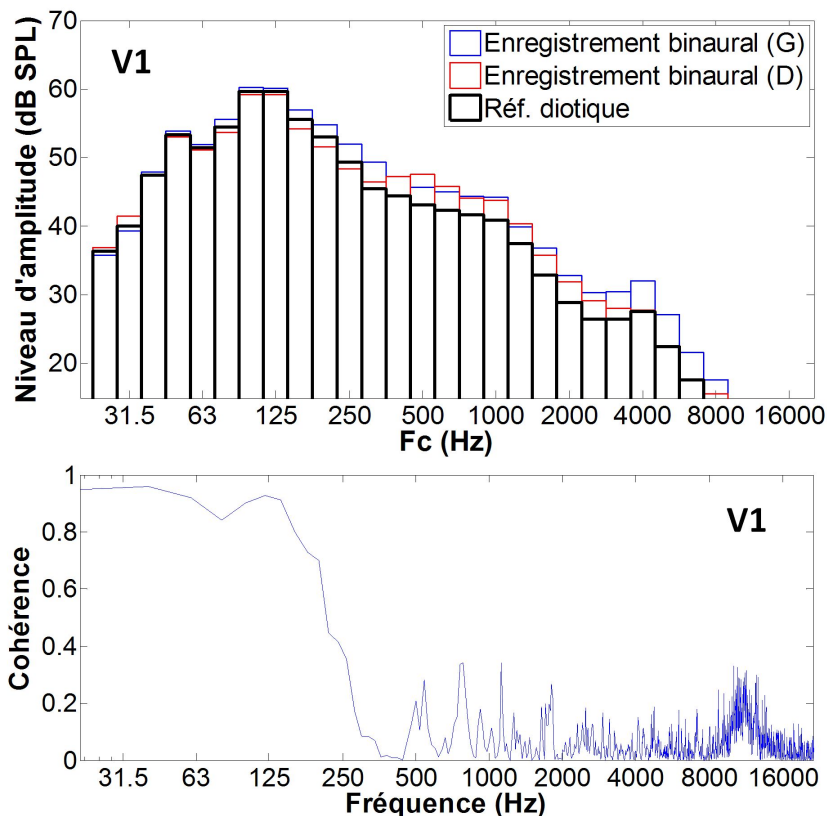 70
60
50
40
30
20
Niveau d'amplitude (dB SPL)
V1
Enregistrement binaural (G)
Enregistrement binaural (D)
Réf. diotique
31.5 63 125 250 500 1000 2000 4000 8000 16000
Fc (Hz)
1
0.8
0.6
0.4
0.2
0
Cohérence
V1
31.5 63 125 250 500 1000 2000 4000 8000 16000
Fréquence (Hz)